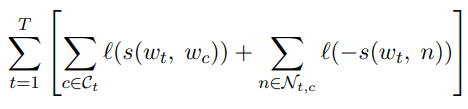 \sum_{t=1}^{T} \left[ \sum_{c \in \mathcal{C}_t} \ell(s(w_t, w_c)) + \sum_{n \in \mathcal{N}_{t,c}} \ell(-s(w_t, n)) \right]